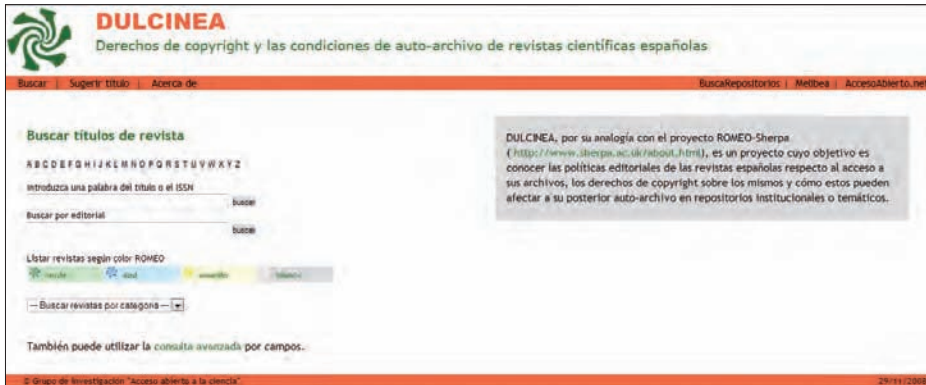 DULCINEA
Derechos de copyright y las condiciones de auto-archivo de revistas científicas españolas
Buscar | Sugerir título | Acerca de
BuscaRepositorios | Melibea | AccesoAbierto.net
Buscar títulos de revista
A B C D E F G H I J K L M N O P Q R S T U V W X Y Z
Introduzca una palabra del título o el ISSN
buscar
Buscar por editorial
buscar
Listar revistas según color ROMEO
verde azul amarillo blanco
-- Buscar revistas por categoria --
También puede utilizar la consulta avanzada por campos.
DULCINEA, por su analogía con el proyecto ROMEO-Sherpa
(http://www.sherpa.ac.uk/about.html), es un proyecto cuyo objetivo es
conocer las políticas editoriales de las revistas españolas respecto al acceso a
sus archivos, los derechos de copyright sobre los mismos y cómo estos pueden
afectar a su posterior auto-archivo en repositorios institucionales o temáticos.
© Grupo de investigación "Acceso abierto a la ciencia".
29/11/2008